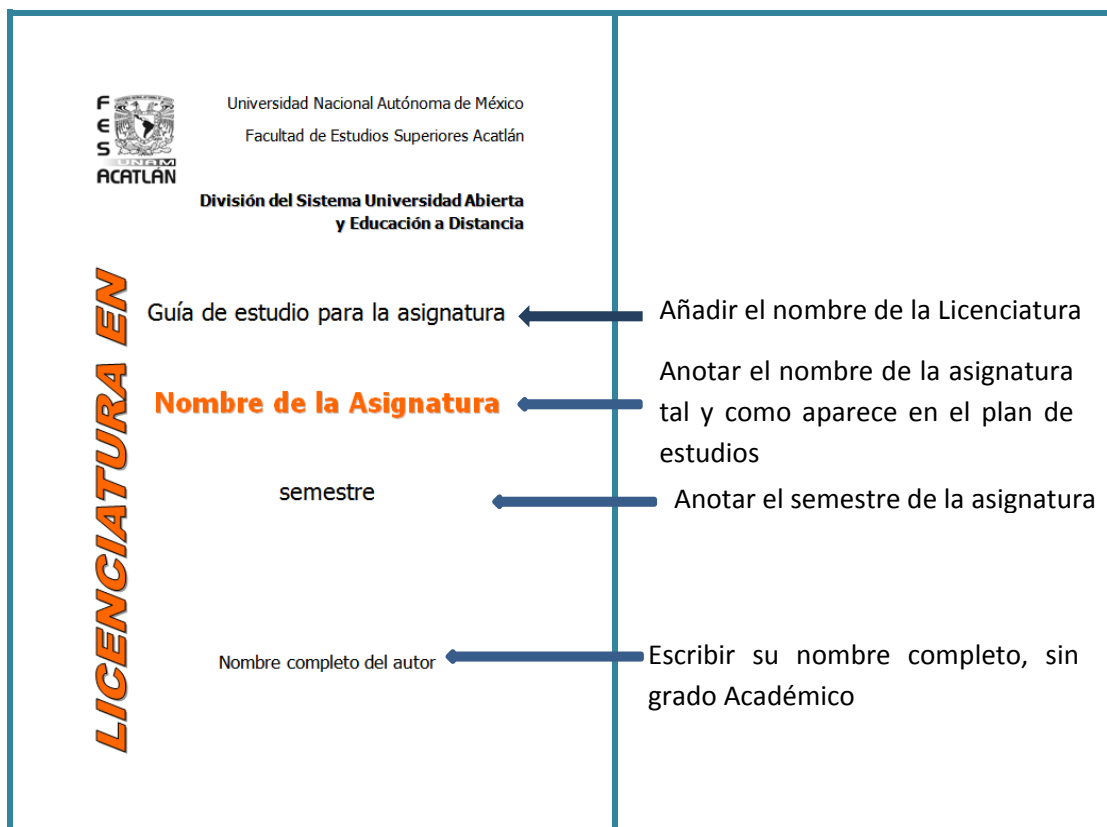 FES
UNAM
ACATLÁN
Universidad Nacional Autónoma de México
Facultad de Estudios Superiores Acatlán
División del Sistema Universidad Abierta
y Educación a Distancia
LICENCIATURA EN
Guía de estudio para la asignatura
Añadir el nombre de la Licenciatura
Nombre de la Asignatura
Anotar el nombre de la asignatura
tal y como aparece en el plan de
estudios
semestre
Anotar el semestre de la asignatura
Nombre completo del autor
Escribir su nombre completo, sin
grado Académico